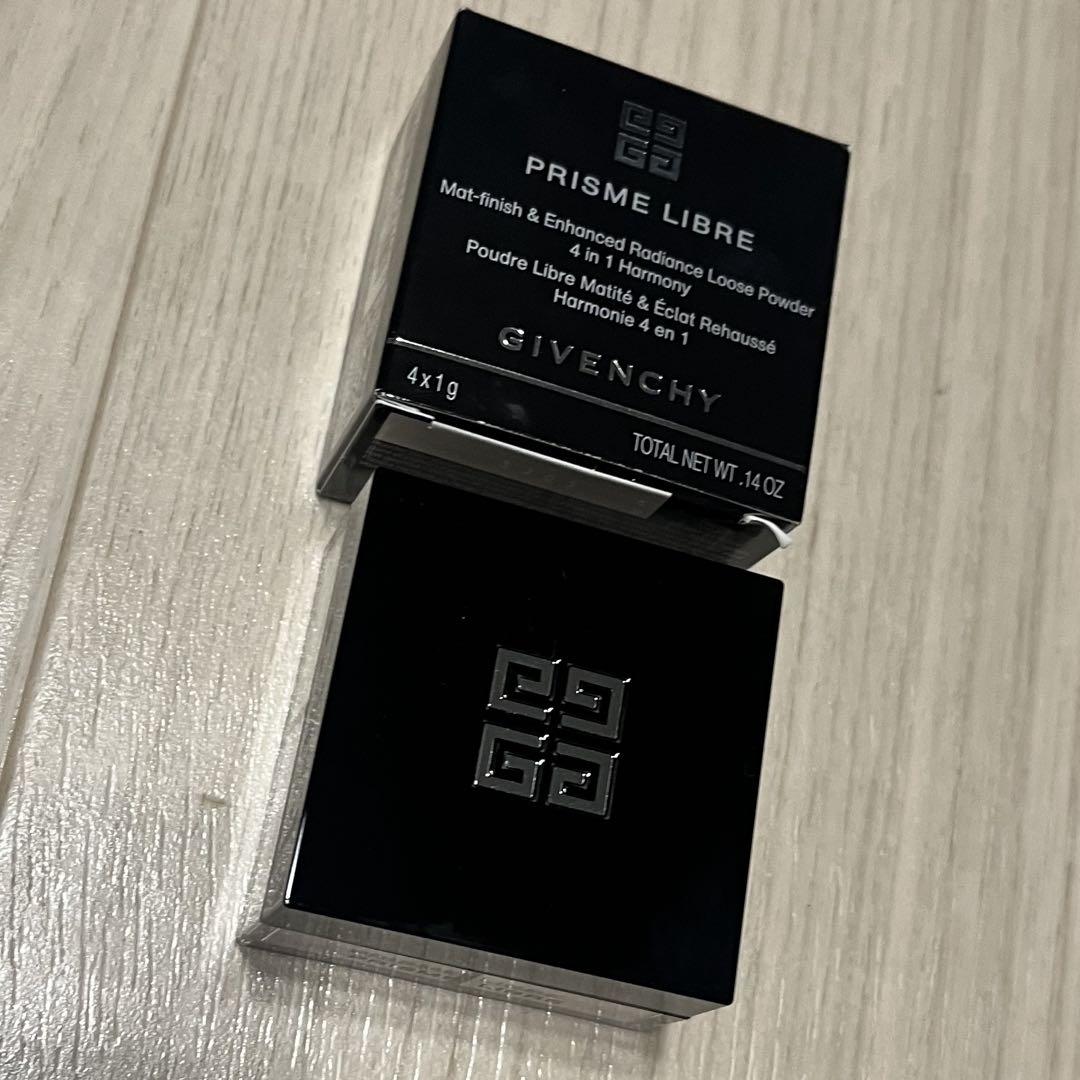 PRISME LIBRE
Mat-finish & Enhanced Radiance Loose Powder
4 in 1 Harmony
Poudre Libre Matité & Éclat Rehaussé
Harmonie 4 en 1
GIVENCHY
4x1g
TOTAL NET WT .14 OZ